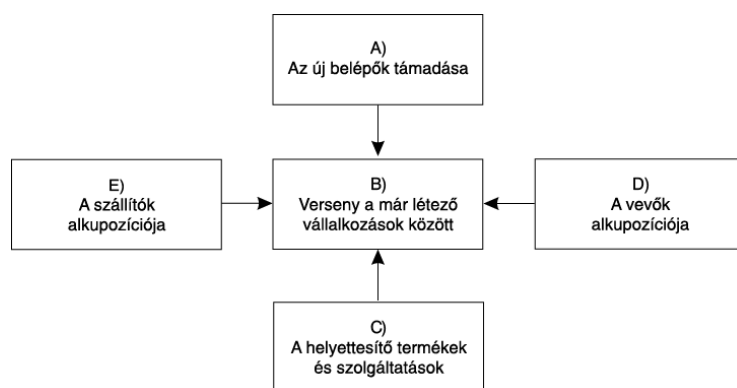 A)
Az új belépők támadása
E)
A szállítók
alkupozíciója
B)
Verseny a már létező
vállalkozások között
D)
A vevők
alkupozíciója
C)
A helyettesítő termékek
és szolgáltatások